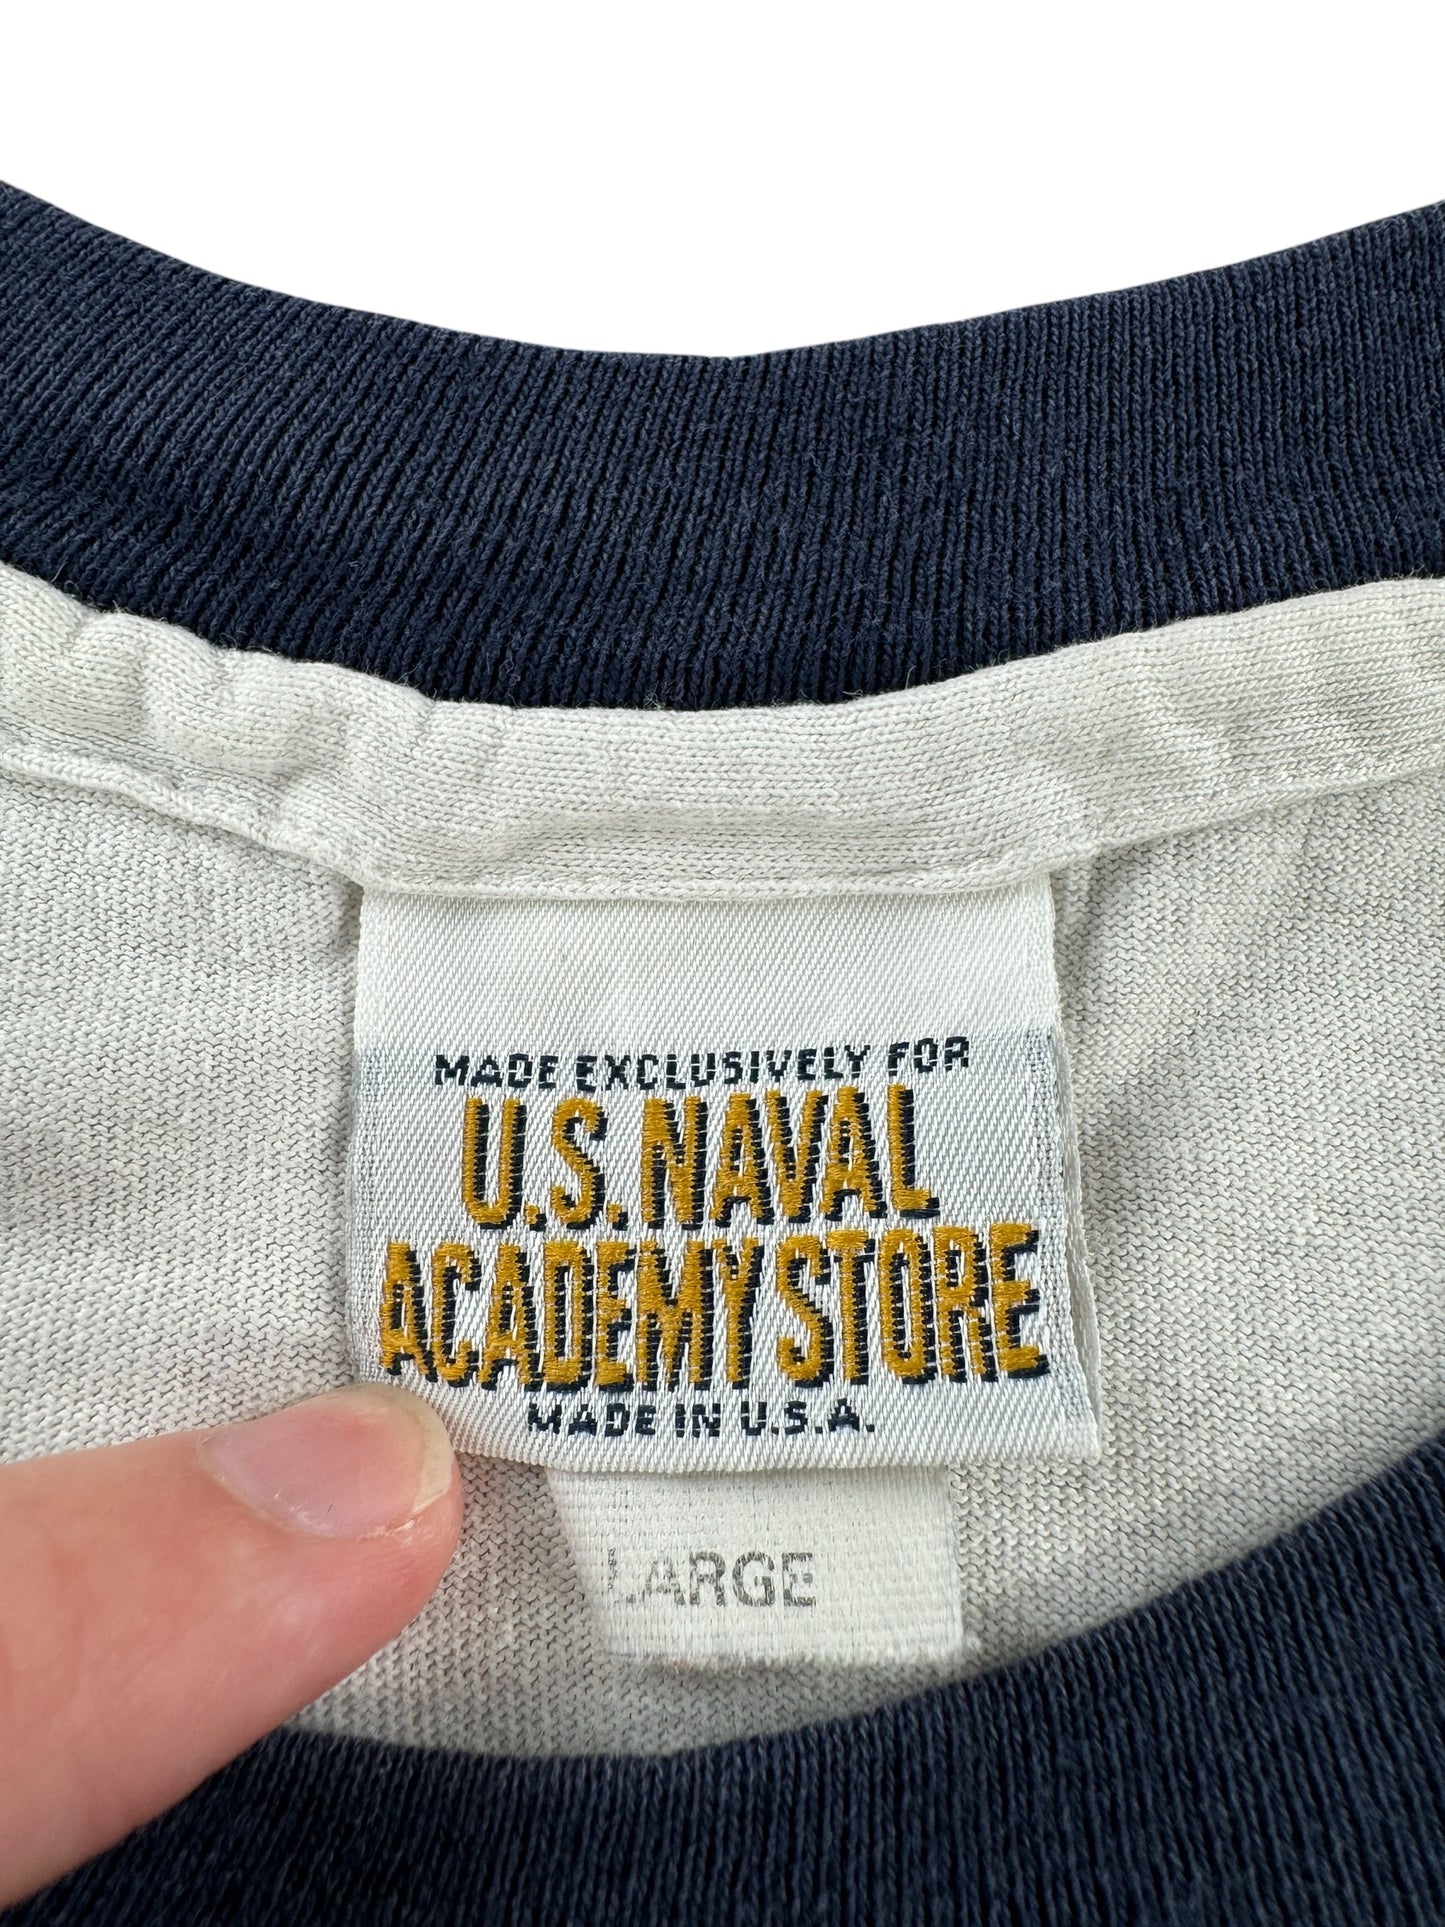 MADE EXCLUSIVELY FOR
U.S. NAVAL
ACADEMY STORE
MADE IN U.S.A.
LARGE